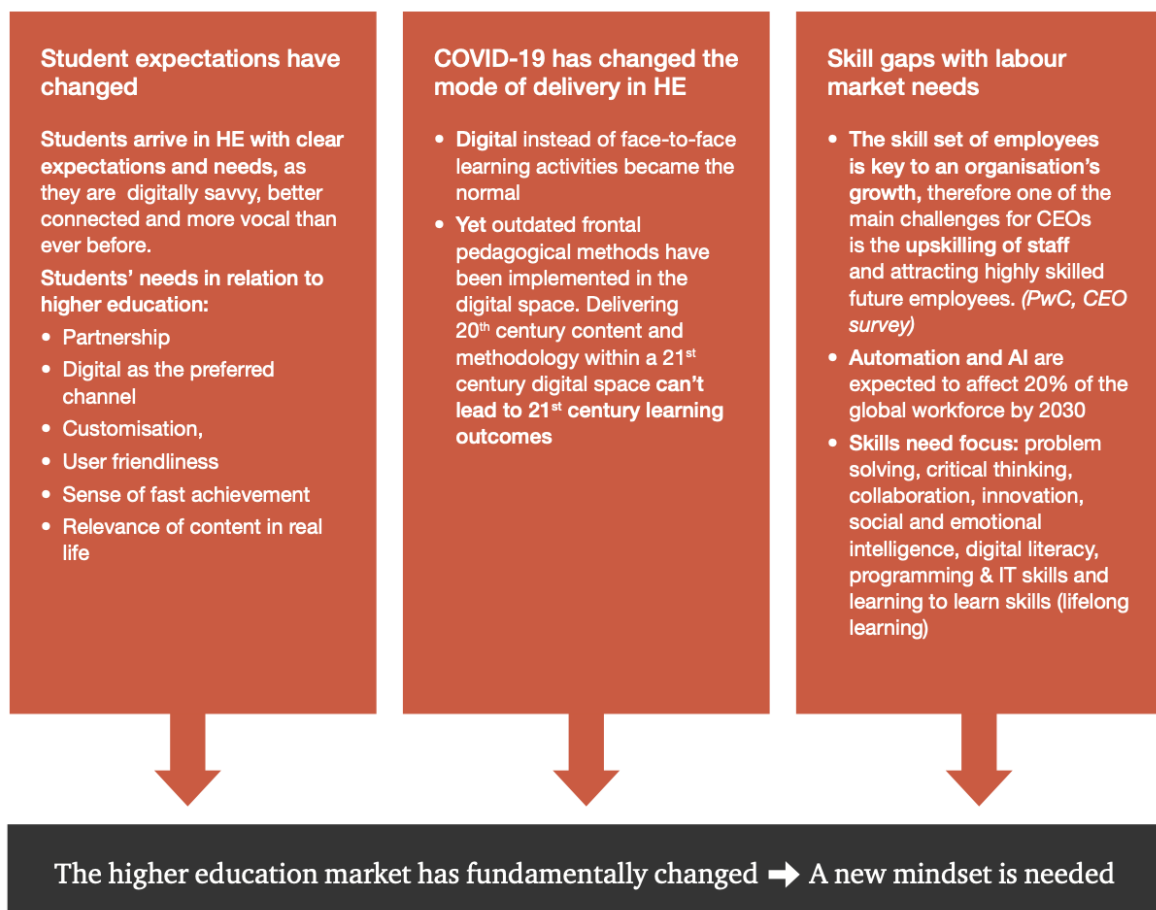 Student expectations have
changed
Students arrive in HE with clear
expectations and needs, as
they are digitally savvy, better
connected and more vocal than
ever before.
Students' needs in relation to
higher education:
• Partnership
• Digital as the preferred
channel
• Customisation,
• User friendliness
• Sense of fast achievement
• Relevance of content in real
life
COVID-19 has changed the
mode of delivery in HE
• Digital instead of face-to-face
learning activities became the
normal
• Yet outdated frontal
pedagogical methods have
been implemented in the
digital space. Delivering
20th century content and
methodology within a 21st
century digital space can't
lead to 21st century learning
outcomes
Skill gaps with labour
market needs
• The skill set of employees
is key to an organisation's
growth, therefore one of the
main challenges for CEOs
is the upskilling of staff
and attracting highly skilled
future employees. (PwC, CEO
survey)
• Automation and AI are
expected to affect 20% of the
global workforce by 2030
• Skills need focus: problem
solving, critical thinking,
collaboration, innovation,
social and emotional
intelligence, digital literacy,
programming & IT skills and
learning to learn skills (lifelong
learning)
The higher education market has fundamentally changed ➡ A new mindset is needed